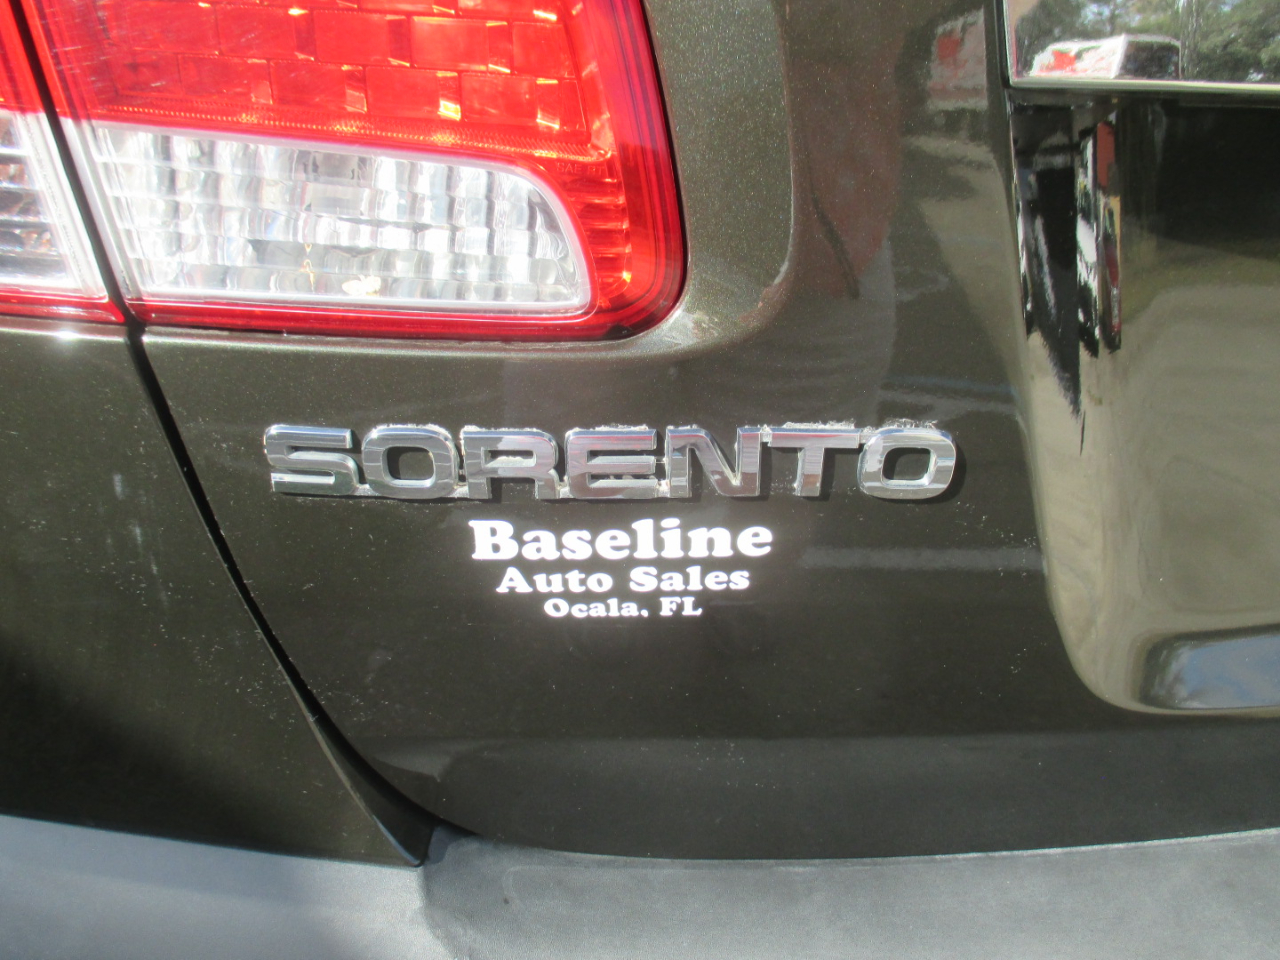 SORENTO
Baseline
Auto Sales
Ocala, FL